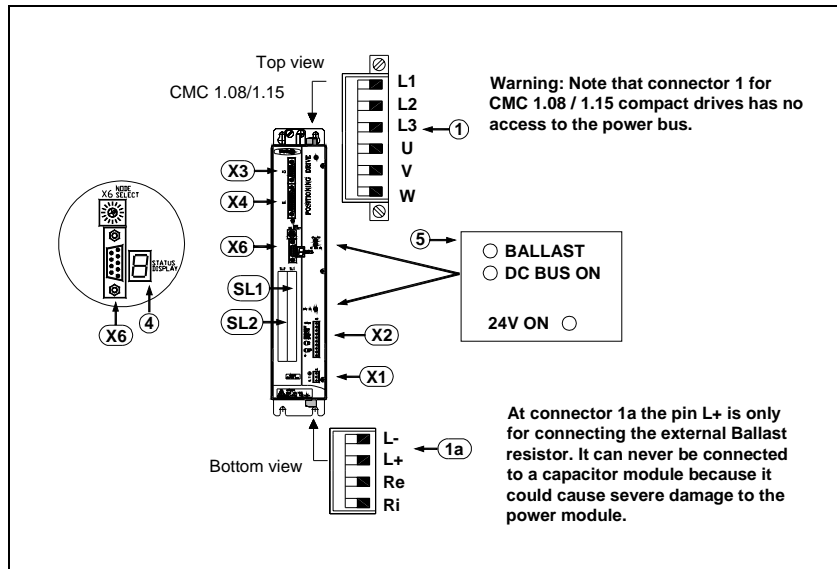 Top view
CMC 1.08/1.15
L1
L2
L3
U
V
W
1
Warning: Note that connector 1 for
CMC 1.08 / 1.15 compact drives has no
access to the power bus.
X6
NODE
SELECT
STATUS
DISPLAY
X6
4
X3
X4
X6
SL1
SL2
POSITIONING DRIVE
X2
X1
5
BALLAST
DC BUS ON
24V ON
Bottom view
L-
L+
Re
Ri
1a
At connector 1a the pin L+ is only
for connecting the external Ballast
resistor. It can never be connected
to a capacitor module because it
could cause severe damage to the
power module.